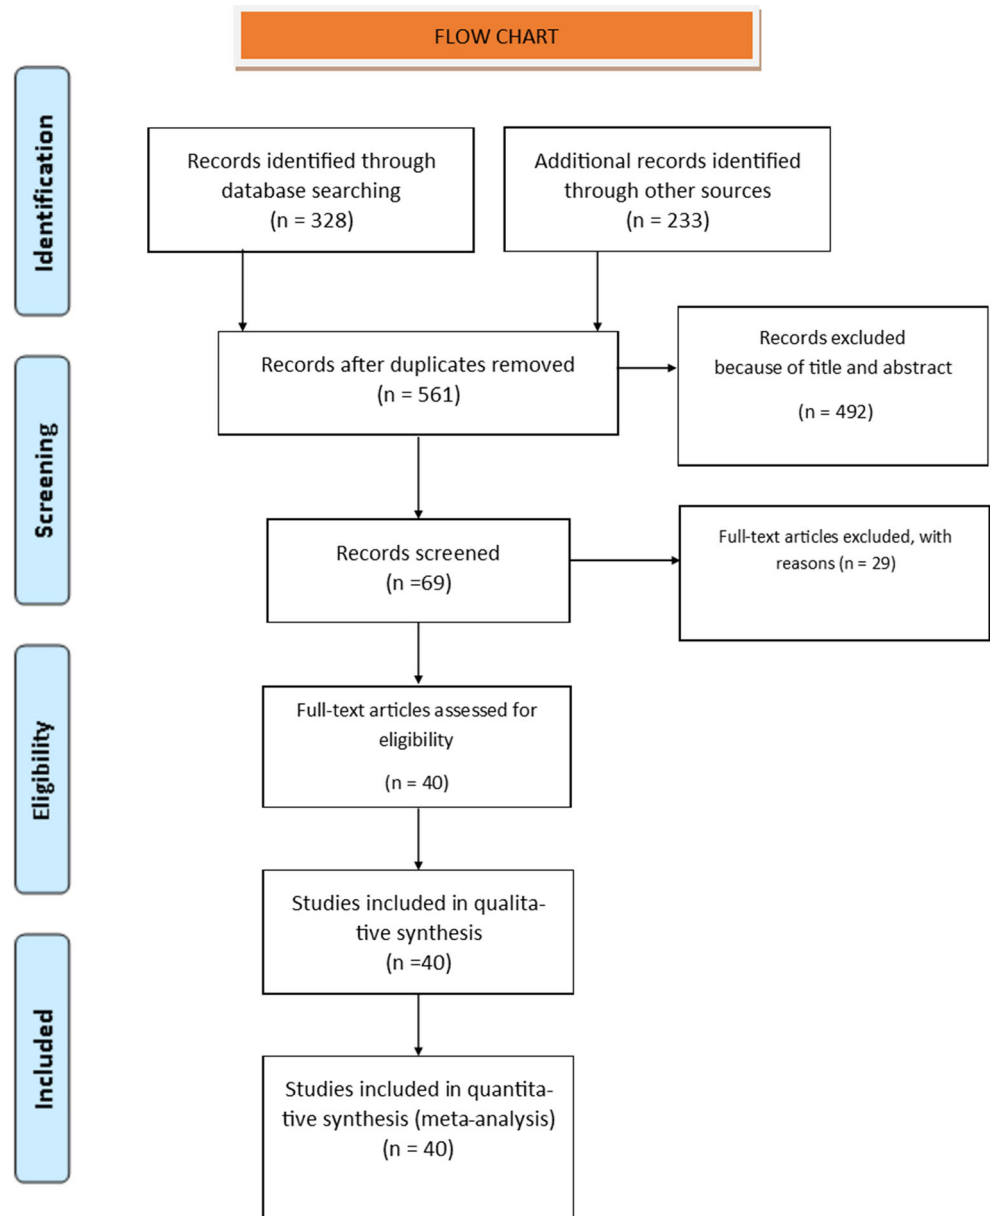 FLOW CHART
Identification
Records identified through
database searching
(n = 328)
Additional records identified
through other sources
(n = 233)
Records after duplicates removed
(n = 561)
Records excluded
because of title and abstract
(n = 492)
Screening
Records screened
(n =69)
Full-text articles excluded, with
reasons (n = 29)
Eligibility
Full-text articles assessed for
eligibility
(n = 40)
Studies included in qualita-
tive synthesis
(n =40)
Included
Studies included in quantita-
tive synthesis (meta-analysis)
(n = 40)